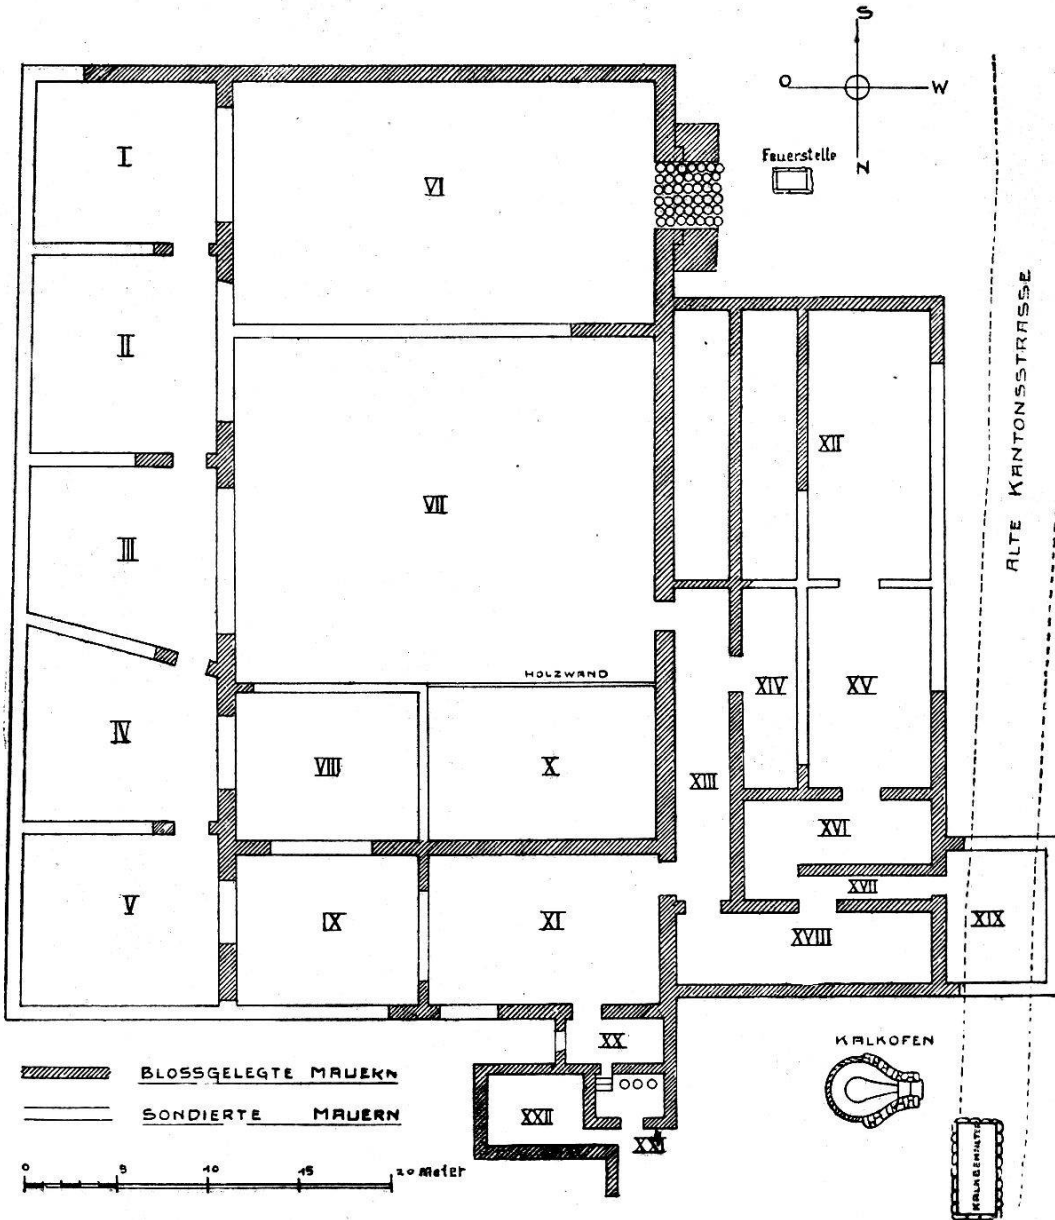 S
O
W
N
Feuerstelle
I
VI
II
ALTE KANTONSSTRASSE
XII
VII
III
HOLZWAND
XIV
XV
IV
VIII
X
XIII
XVI
XVII
V
IX
XI
XVIII
XIX
XX
KALKOFEN
BLOSSGELEGTE MAUERN
SONDIERTE MAUERN
XXII
XXI
KALKBEHÄLTER
0 5 10 15 20 Meter